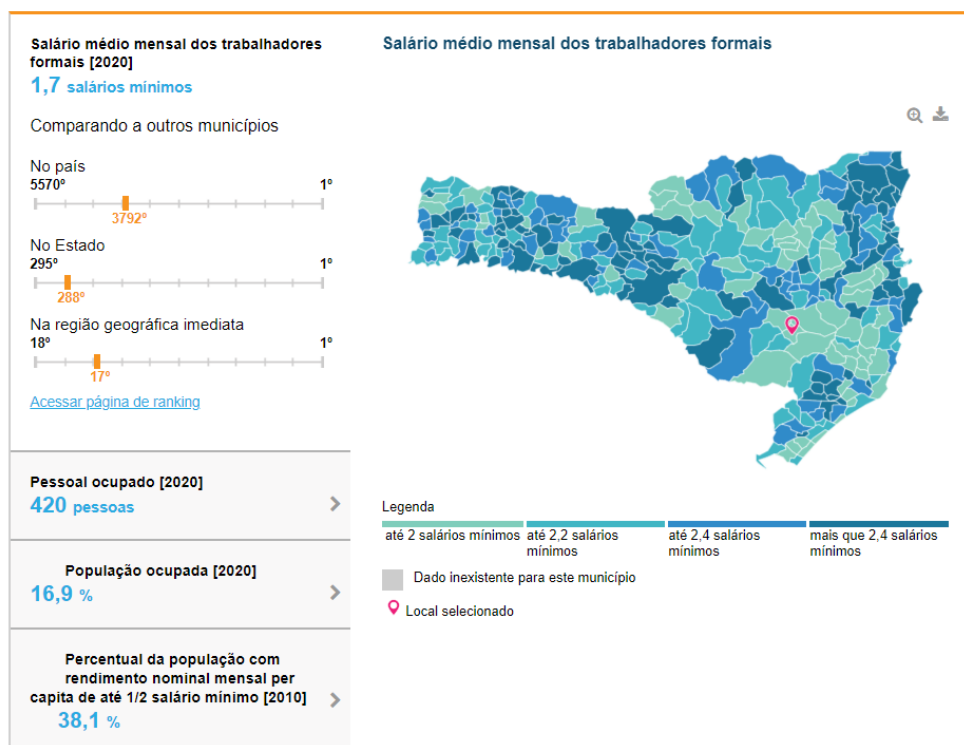 Salário médio mensal dos trabalhadores
formais [2020]
1,7 salários mínimos
Comparando a outros municípios
No país
5570º 1º
3792º
No Estado
295º 1º
288º
Na região geográfica imediata
18º 1º
17º
Acessar página de ranking
Pessoal ocupado [2020]
420 pessoas
População ocupada [2020]
16,9 %
Percentual da população com
rendimento nominal mensal per
capita de até 1/2 salário mínimo [2010]
38,1 %
Salário médio mensal dos trabalhadores formais
Legenda
até 2 salários mínimos
até 2,2 salários
mínimos
até 2,4 salários
mínimos
mais que 2,4 salários
mínimos
Dado inexistente para este município
Local selecionado